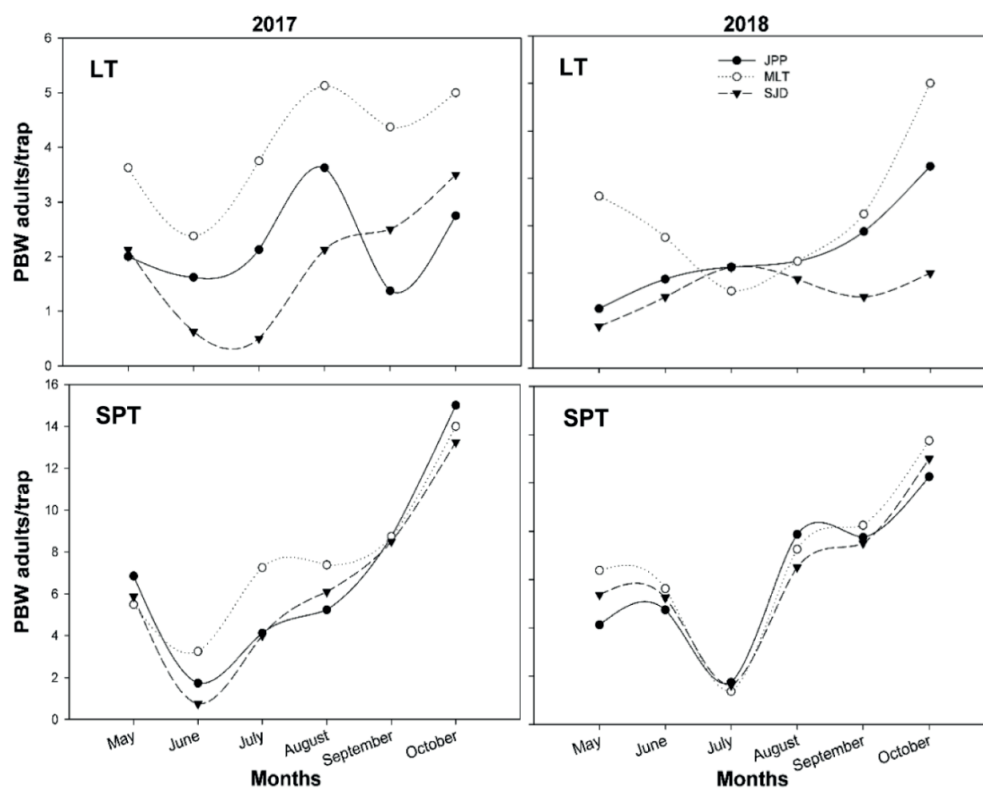 2017
2018
LT
LT
JPP
MLT
SJD
PBW adults/trap
6
5
4
3
2
1
0
SPT
SPT
PBW adults/trap
16
14
12
10
8
6
4
2
0
May
June
July
August
September
October
Months
May
June
July
August
September
October
Months